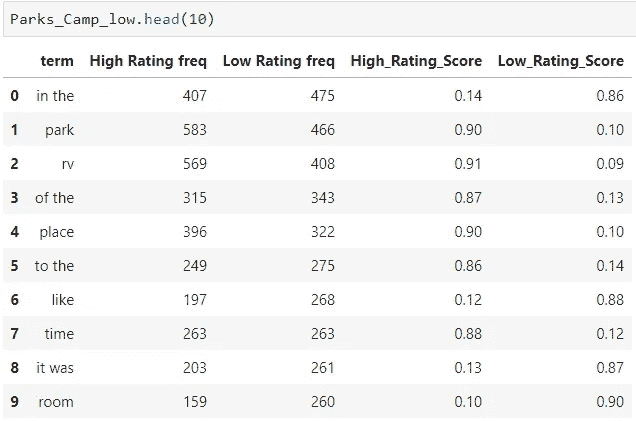 Parks_Camp_low.head(10)
term High Rating freq Low Rating freq High_Rating_Score Low_Rating_Score
0 in the 407 475 0.14 0.86
1 park 583 466 0.90 0.10
2 rv 569 408 0.91 0.09
3 of the 315 343 0.87 0.13
4 place 396 322 0.90 0.10
5 to the 249 275 0.86 0.14
6 like 197 268 0.12 0.88
7 time 263 263 0.88 0.12
8 it was 203 261 0.13 0.87
9 room 159 260 0.10 0.90